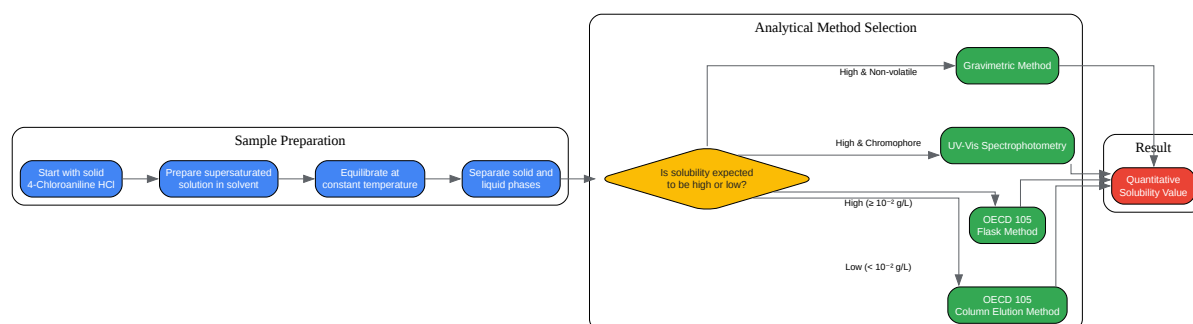 Analytical Method Selection
High & Non-volatile
Gravimetric Method
Sample Preparation
Start with solid
4-Chloroaniline HCl
Prepare supersaturated
solution in solvent
Equilibrate at
constant temperature
Separate solid and
liquid phases
Is solubility expected
to be high or low?
High & Chromophore
UV-Vis Spectrophotometry
High (≥ 10⁻² g/L)
OECD 105
Flask Method
Low (< 10⁻² g/L)
OECD 105
Column Elution Method
Result
Quantitative
Solubility Value